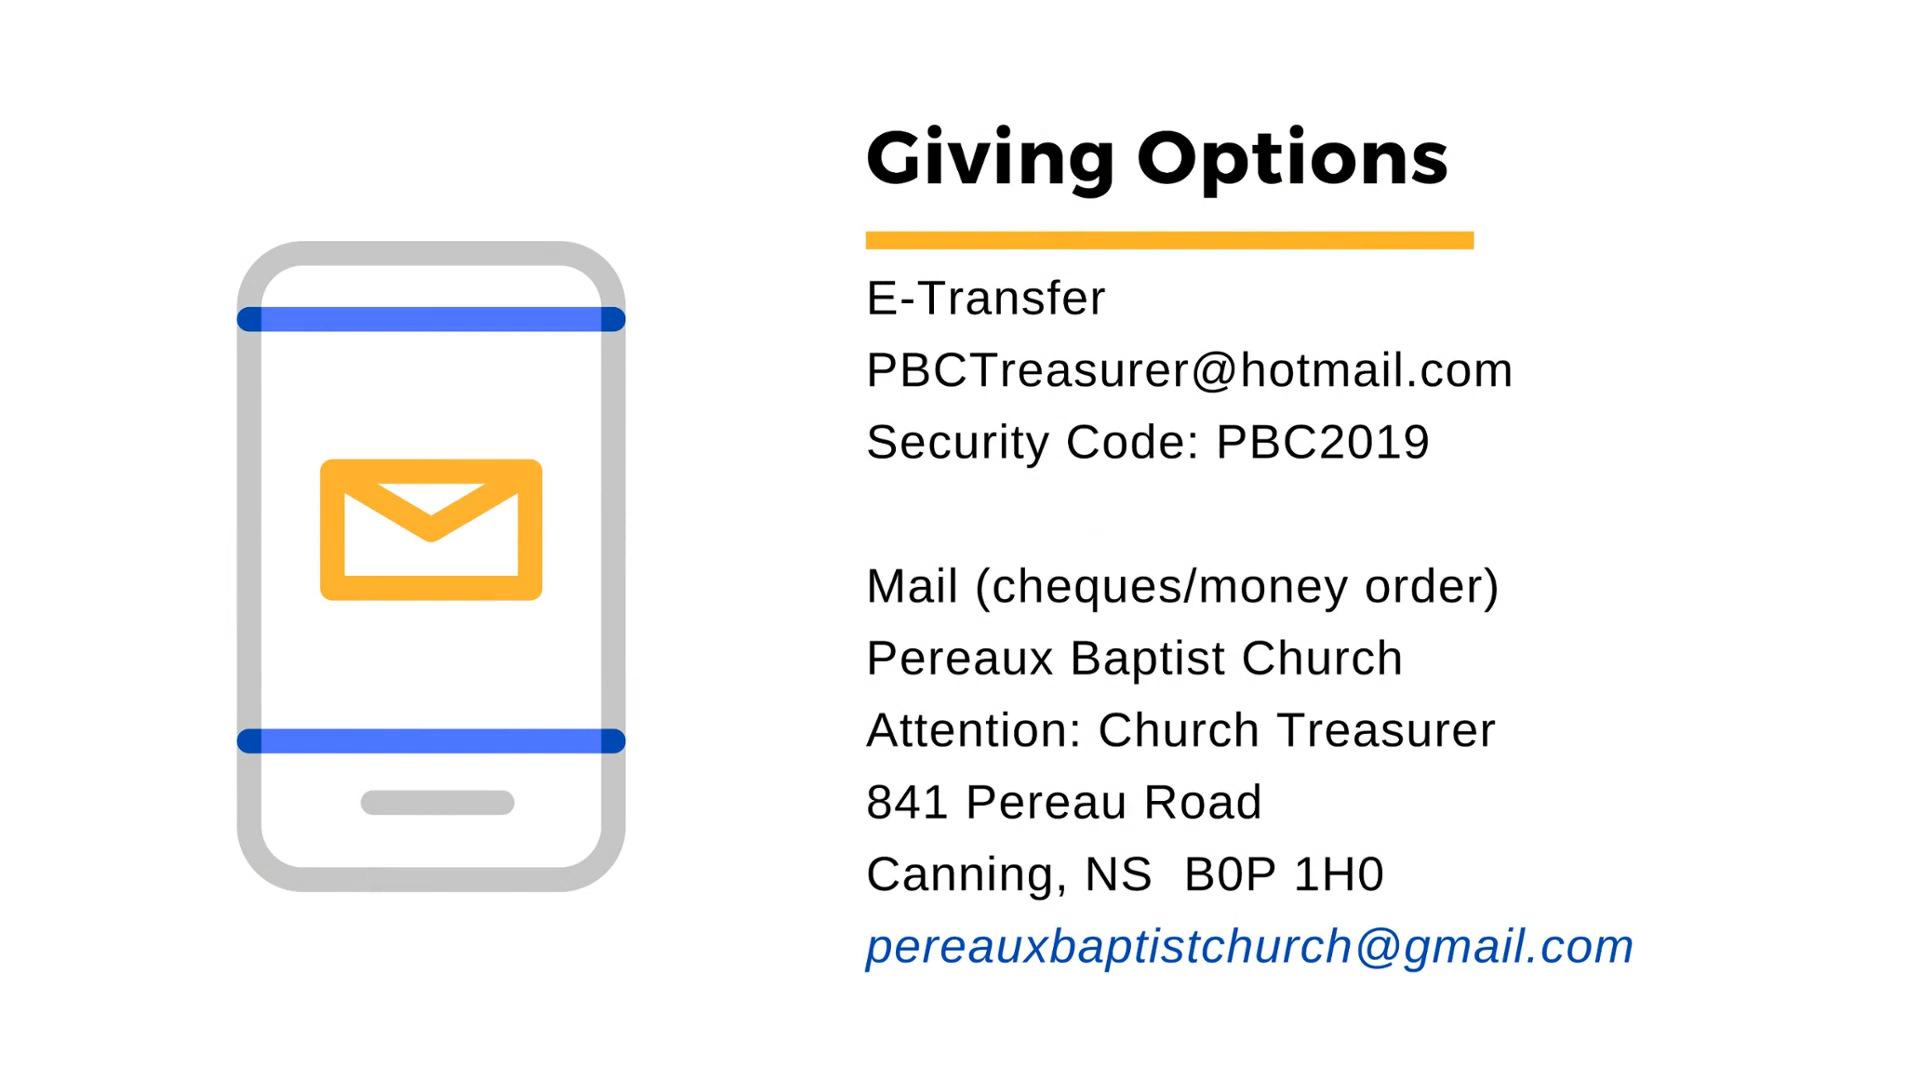 Giving Options
E-Transfer
PBCTreasurer@hotmail.com
Security Code: PBC2019
Mail (cheques/money order)
Pereaux Baptist Church
Attention: Church Treasurer
841 Pereau Road
Canning, NS  B0P 1H0
pereauxbaptistchurch@gmail.com